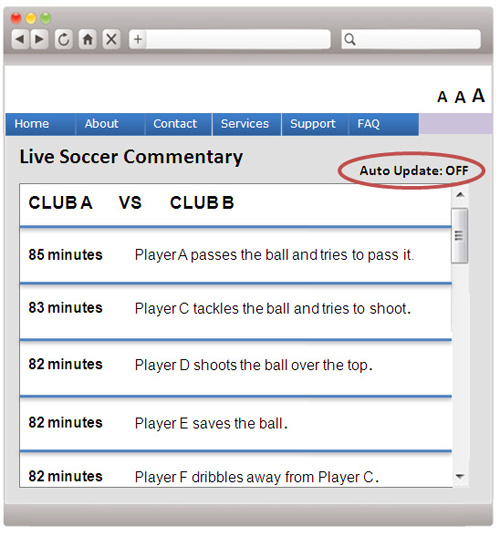 A A A
Home About Contact Services Support FAQ
Live Soccer Commentary
Auto Update: OFF
CLUB A VS CLUB B
85 minutes Player A passes the ball and tries to pass it.
83 minutes Player C tackles the ball and tries to shoot.
82 minutes Player D shoots the ball over the top.
82 minutes Player E saves the ball.
82 minutes Player F dribbles away from Player C.